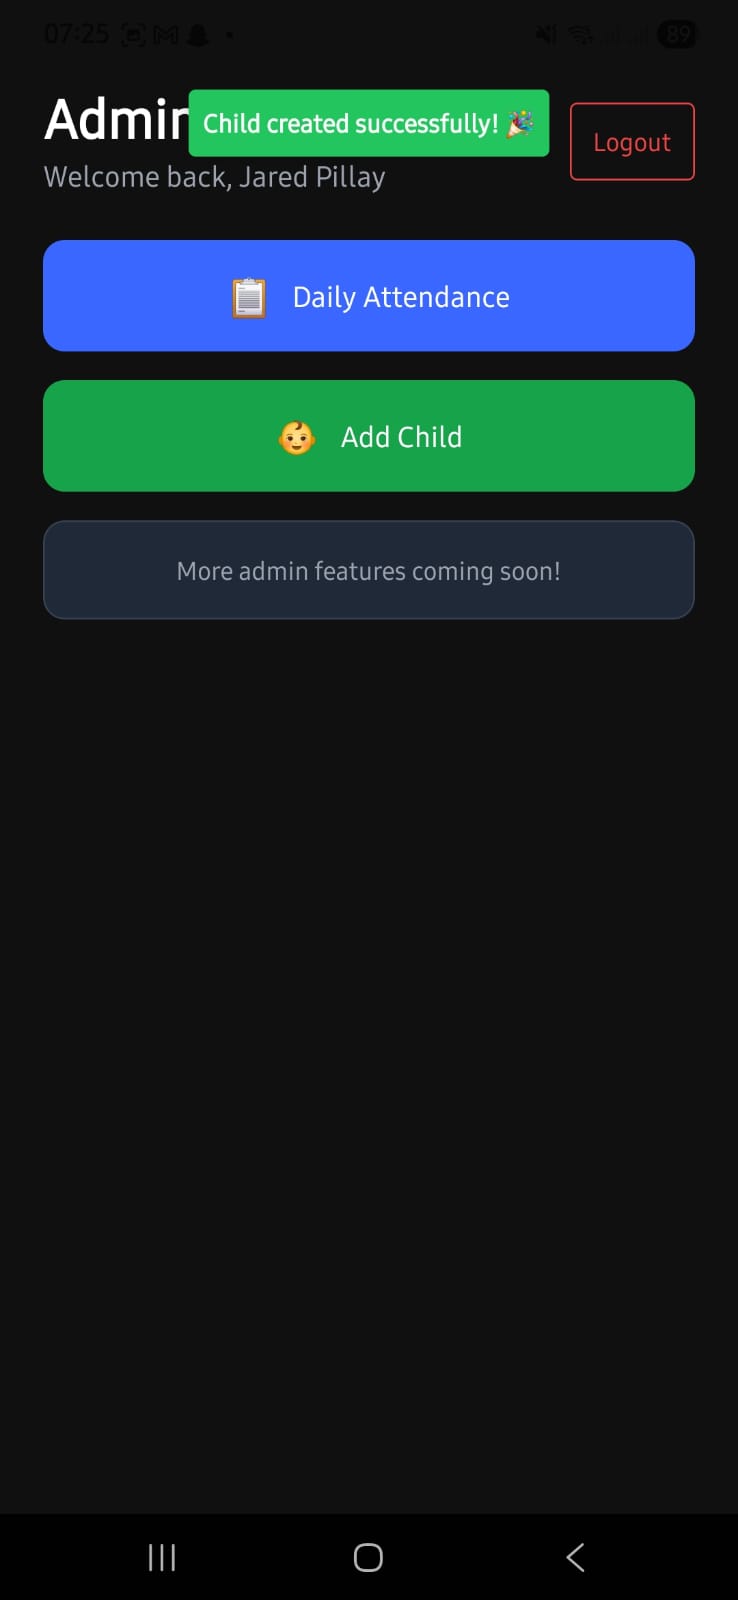 07:25
89
Admin
Child created successfully! 🎉
Logout
Welcome back, Jared Pillay
Daily Attendance
Add Child
More admin features coming soon!